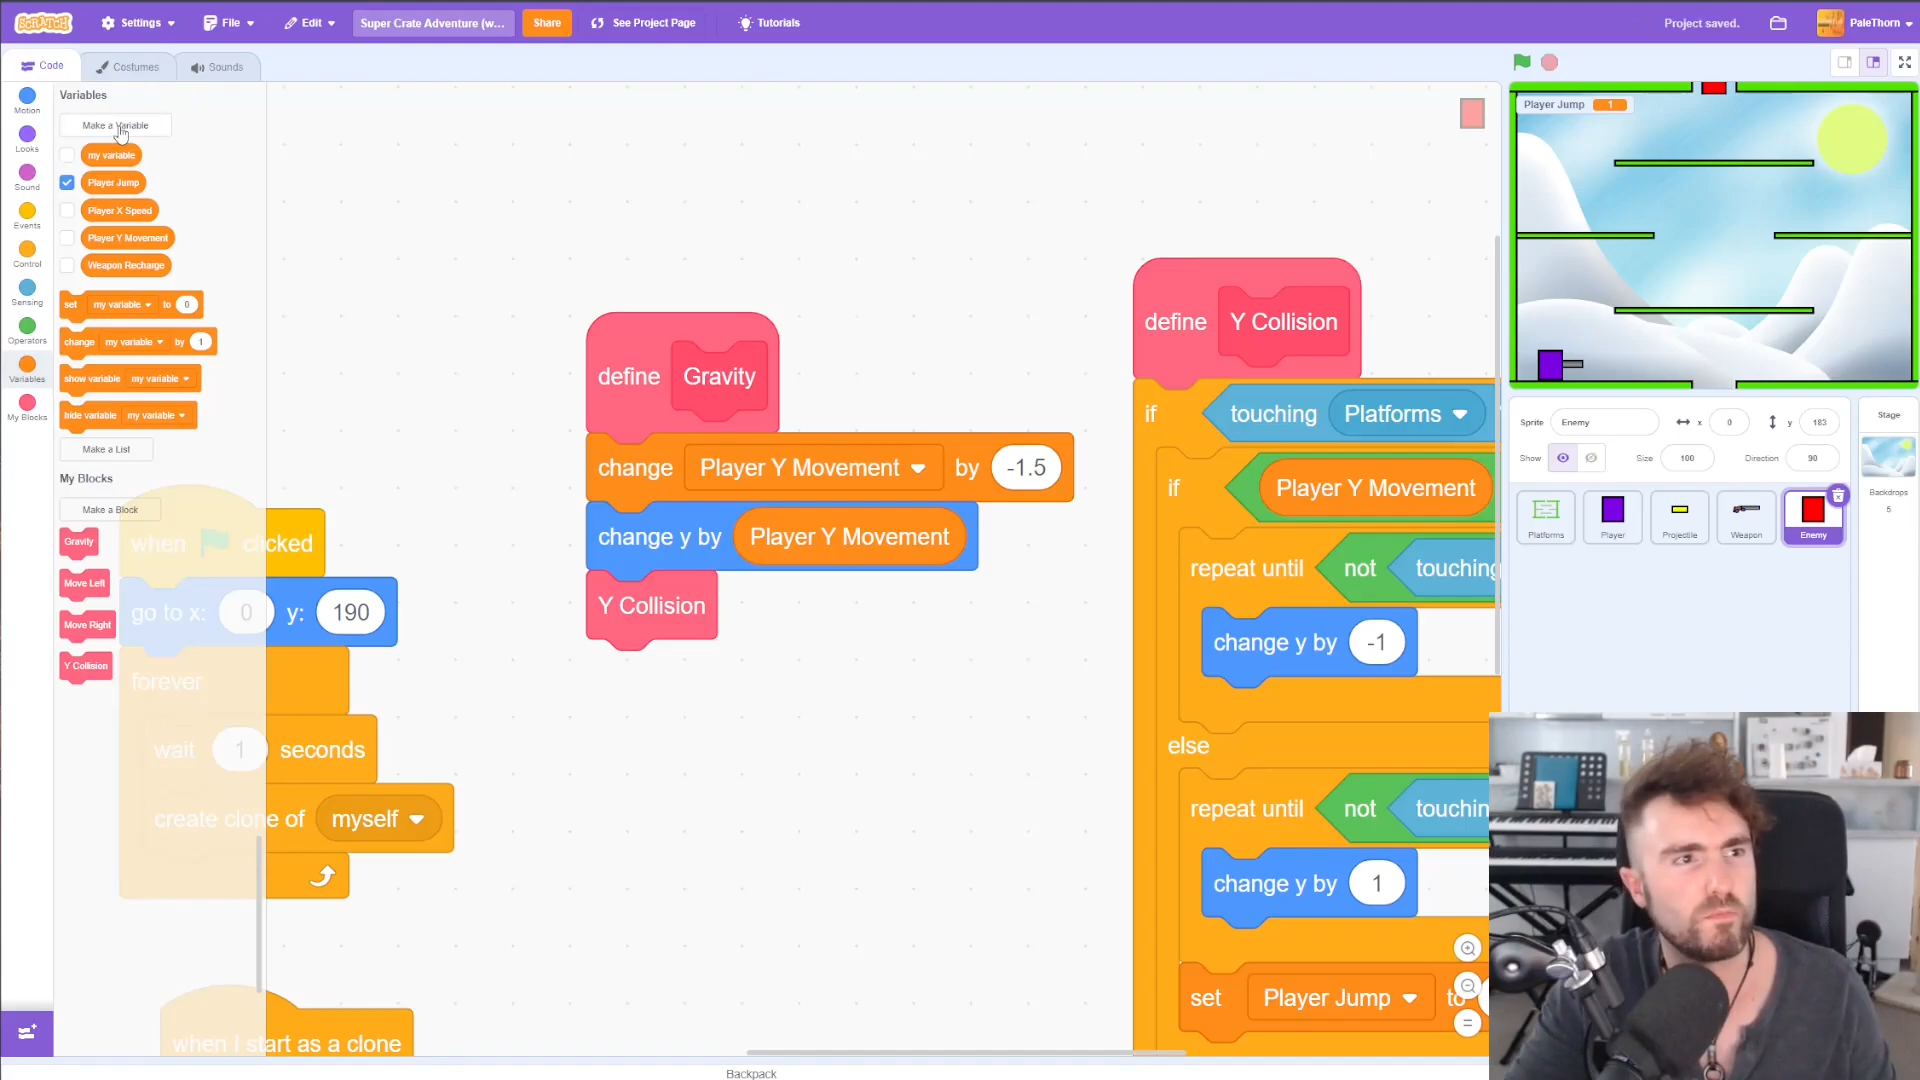 SCRATCH
Settings
File
Edit
Super Crate Adventure (w...
Share
See Project Page
Tutorials
Project saved.
PaleThorn
Code
Costumes
Sounds
Motion
Looks
Sound
Events
Control
Sensing
Operators
Variables
My Blocks
Variables
Make a Variable
my variable
Player Jump
Player X Speed
Player Y Movement
Weapon Recharge
set my variable to 0
change my variable by 1
show variable my variable
hide variable my variable
Make a List
My Blocks
Make a Block
Gravity
Move Left
Move Right
Y Collision
when clicked
go to x: 0 y: 190
forever
wait 1 seconds
create clone of myself
when I start as a clone
define Gravity
change Player Y Movement by -1.5
change y by Player Y Movement
Y Collision
define Y Collision
if touching Platforms
if Player Y Movement
repeat until not touching
change y by -1
else
repeat until not touchin
change y by 1
set Player Jump to
Player Jump 1
Sprite Enemy x 0 y 183
Show Size 100 Direction 90
Platforms
Player
Projectile
Weapon
Enemy
Stage
Backdrops
5
Backpack